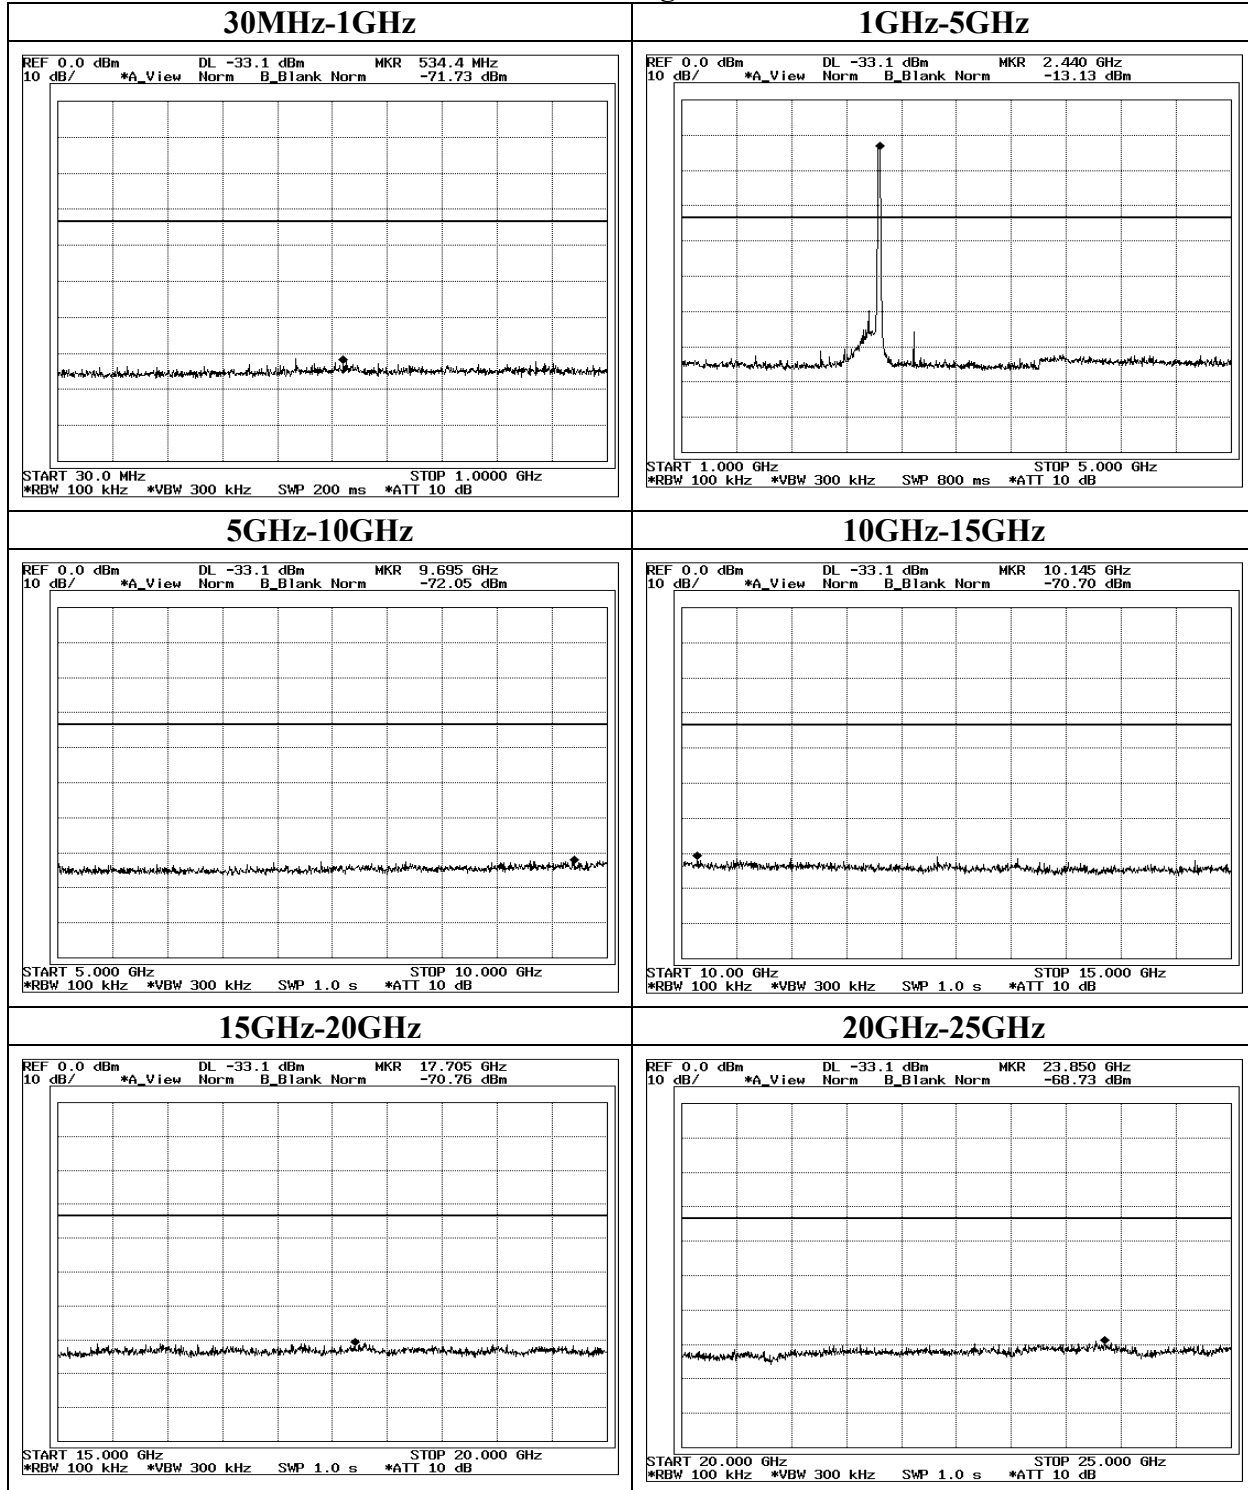 30MHz-1GHz
1GHz-5GHz
REF 0.0 dBm DL -33.1 dBm MKR 534.4 MHz
10 dB/ *A_View Norm B_Blank Norm -71.73 dBm
START 30.0 MHz STOP 1.0000 GHz
*RBW 100 kHz *VBW 300 kHz SWP 200 ms *ATT 10 dB
REF 0.0 dBm DL -33.1 dBm MKR 2.440 GHz
10 dB/ *A_View Norm B_Blank Norm -13.13 dBm
START 1.000 GHz STOP 5.000 GHz
*RBW 100 kHz *VBW 300 kHz SWP 800 ms *ATT 10 dB
5GHz-10GHz
10GHz-15GHz
REF 0.0 dBm DL -33.1 dBm MKR 9.695 GHz
10 dB/ *A_View Norm B_Blank Norm -72.05 dBm
START 5.000 GHz STOP 10.000 GHz
*RBW 100 kHz *VBW 300 kHz SWP 1.0 s *ATT 10 dB
REF 0.0 dBm DL -33.1 dBm MKR 10.145 GHz
10 dB/ *A_View Norm B_Blank Norm -70.70 dBm
START 10.00 GHz STOP 15.000 GHz
*RBW 100 kHz *VBW 300 kHz SWP 1.0 s *ATT 10 dB
15GHz-20GHz
20GHz-25GHz
REF 0.0 dBm DL -33.1 dBm MKR 17.705 GHz
10 dB/ *A_View Norm B_Blank Norm -70.76 dBm
START 15.000 GHz STOP 20.000 GHz
*RBW 100 kHz *VBW 300 kHz SWP 1.0 s *ATT 10 dB
REF 0.0 dBm DL -33.1 dBm MKR 23.850 GHz
10 dB/ *A_View Norm B_Blank Norm -68.73 dBm
START 20.000 GHz STOP 25.000 GHz
*RBW 100 kHz *VBW 300 kHz SWP 1.0 s *ATT 10 dB